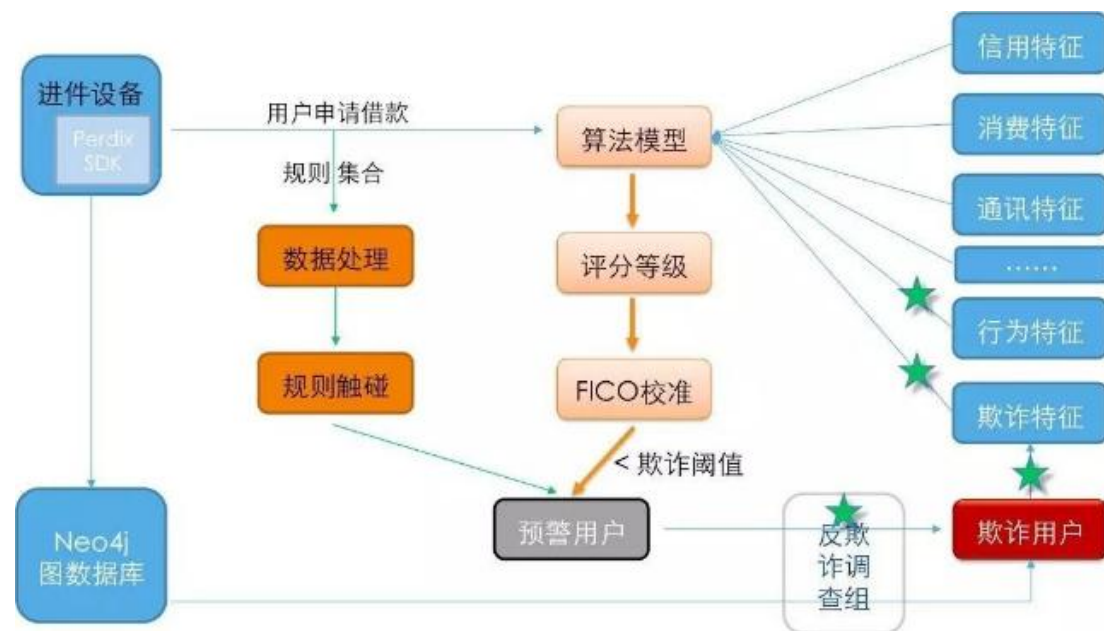 进件设备
Perdix
SDK
用户申请借款
规则 集合
数据处理
规则触碰
算法模型
评分等级
FICO校准
< 欺诈阈值
预警用户
Neo4j
图数据库
反欺
诈调
查组
信用特征
消费特征
通讯特征
......
行为特征
欺诈特征
欺诈用户